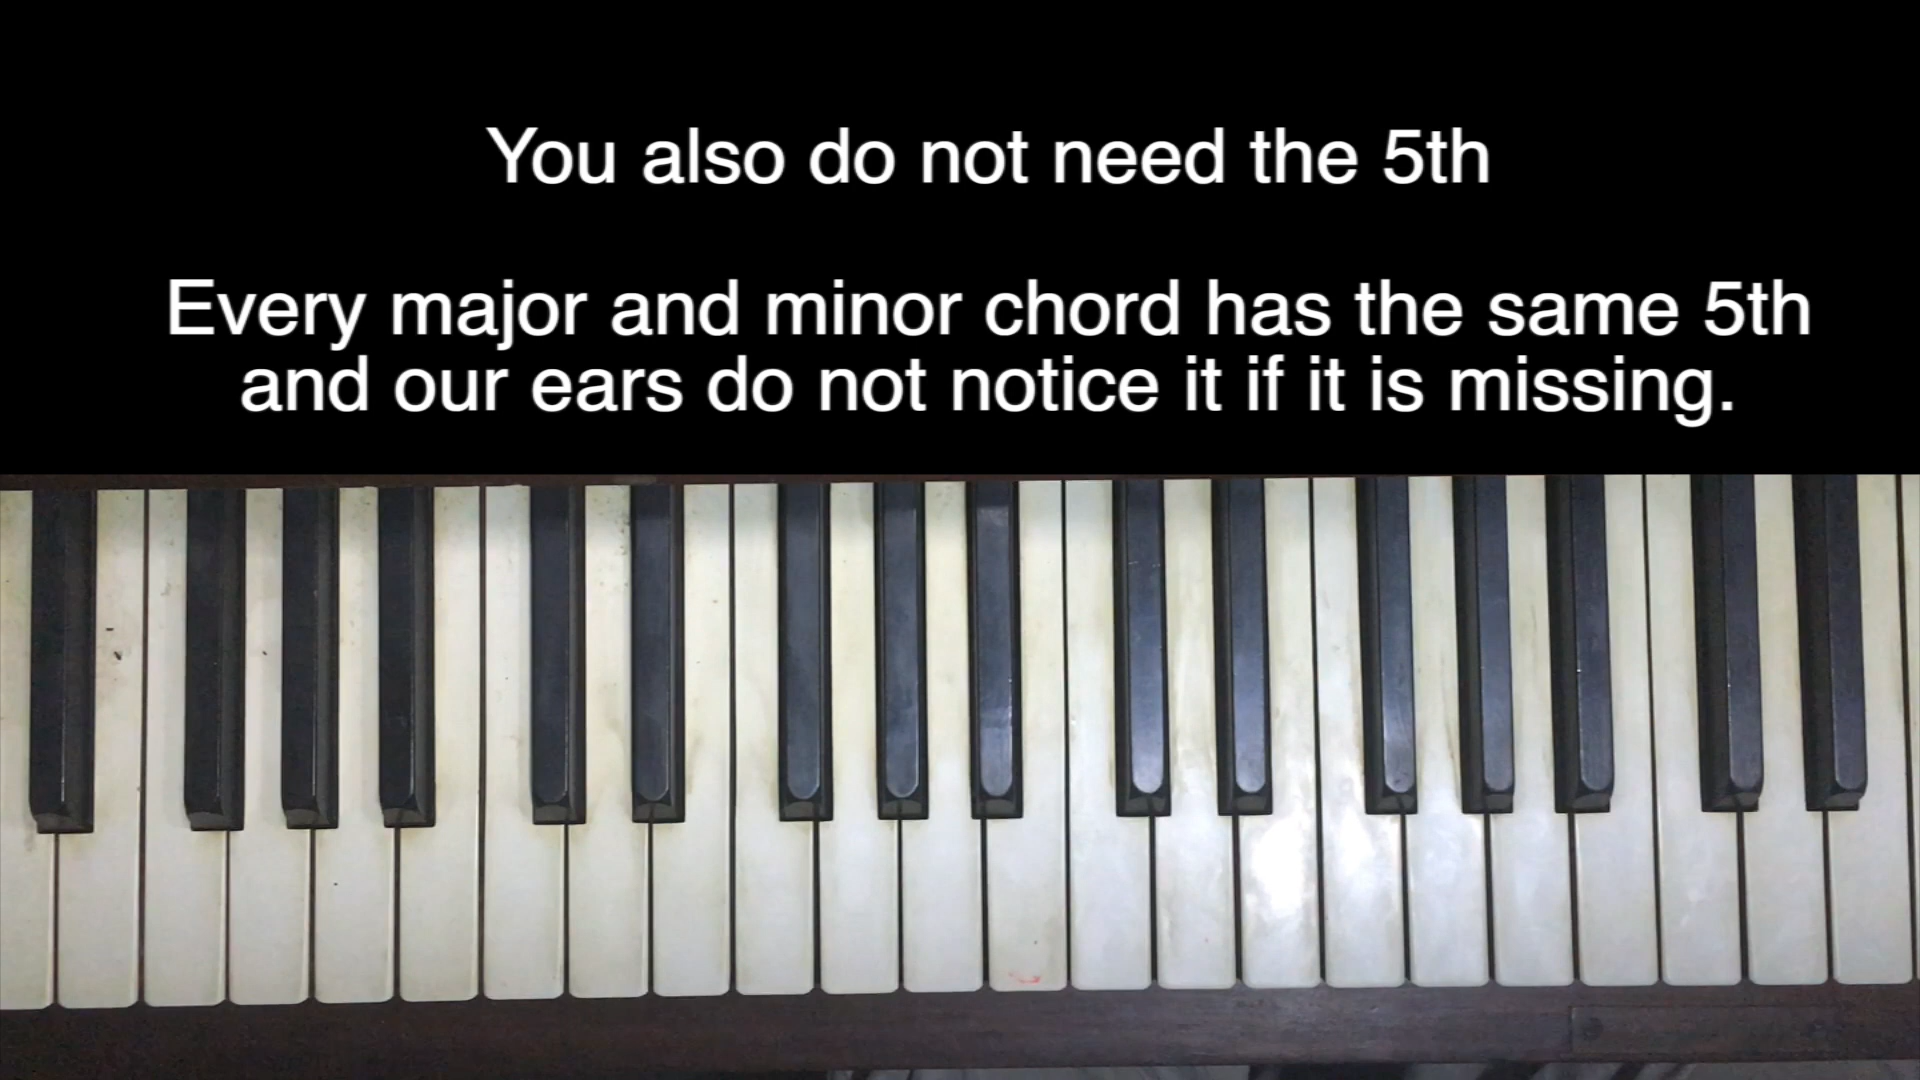 You also do not need the 5th
Every major and minor chord has the same 5th
and our ears do not notice it if it is missing.